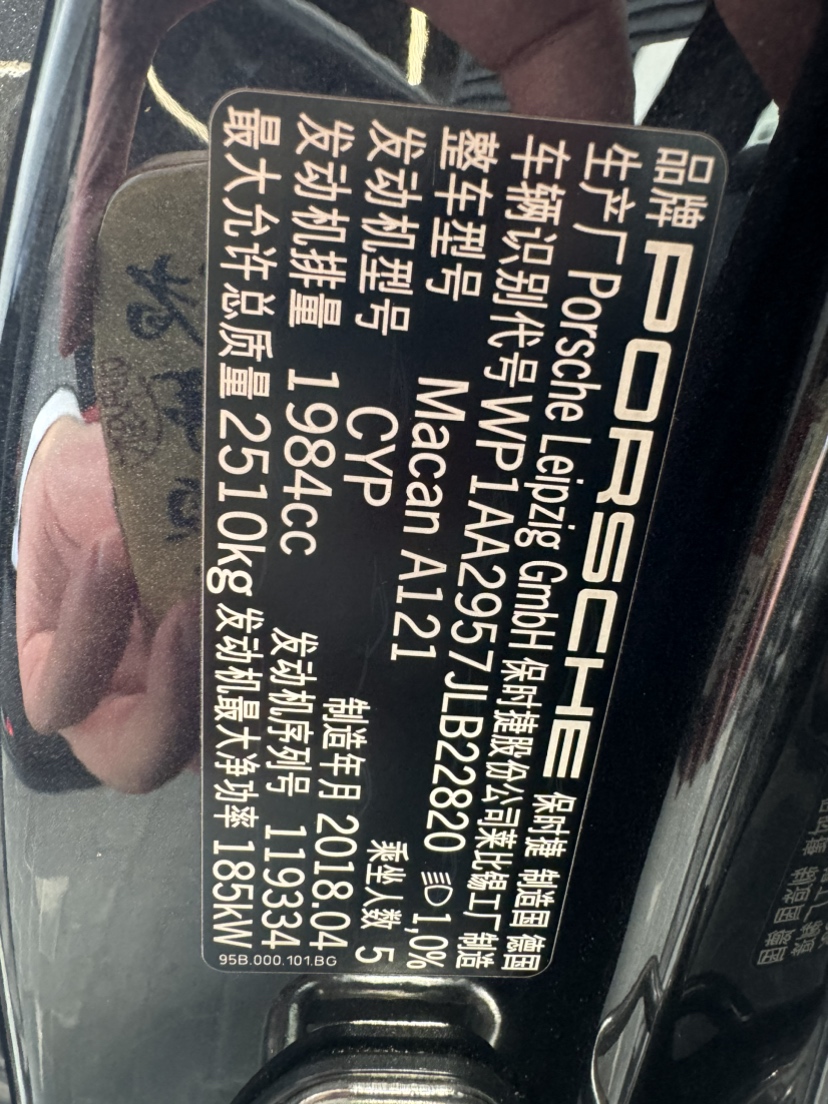 品牌 PORSCHE 保时捷 制造国 德国
生产厂 Porsche Leipzig GmbH 保时捷股份公司莱比锡工厂 制造
车辆识别代号 WP1AA2957JLB22820 1,0%
整车型号 Macan A121 乘坐人数 5
发动机型号 CYP 制造年月 2018.04
发动机排量 1984cc 发动机序列号 119334
最大允许总质量 2510kg 发动机最大净功率 185kW
95B.000.101.BG